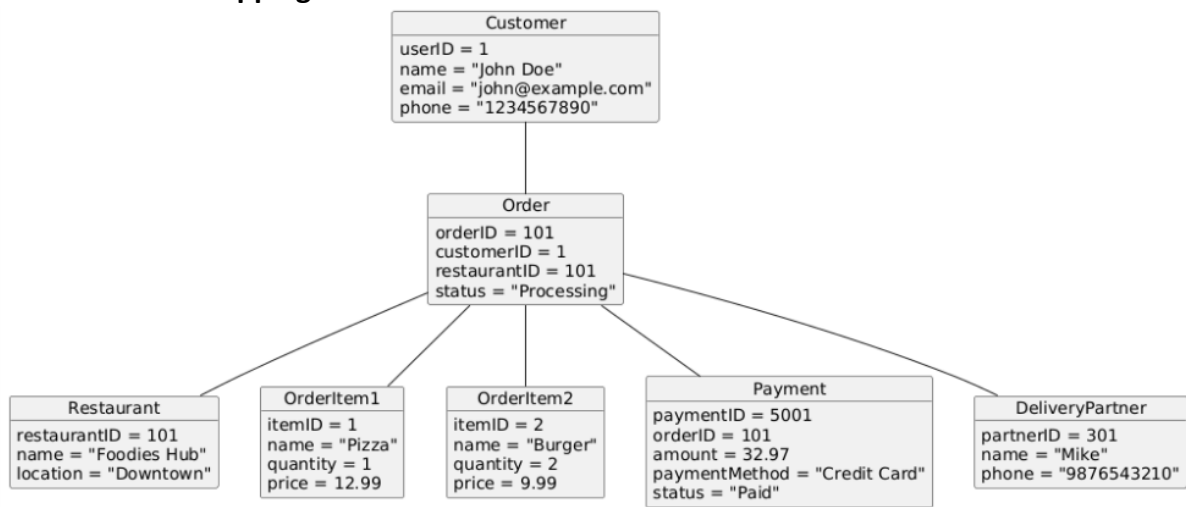 Customer
userID = 1
name = "John Doe"
email = "john@example.com"
phone = "1234567890"
Order
orderID = 101
customerID = 1
restaurantID = 101
status = "Processing"
Restaurant
restaurantID = 101
name = "Foodies Hub"
location = "Downtown"
OrderItem1
itemID = 1
name = "Pizza"
quantity = 1
price = 12.99
OrderItem2
itemID = 2
name = "Burger"
quantity = 2
price = 9.99
Payment
paymentID = 5001
orderID = 101
amount = 32.97
paymentMethod = "Credit Card"
status = "Paid"
DeliveryPartner
partnerID = 301
name = "Mike"
phone = "9876543210"